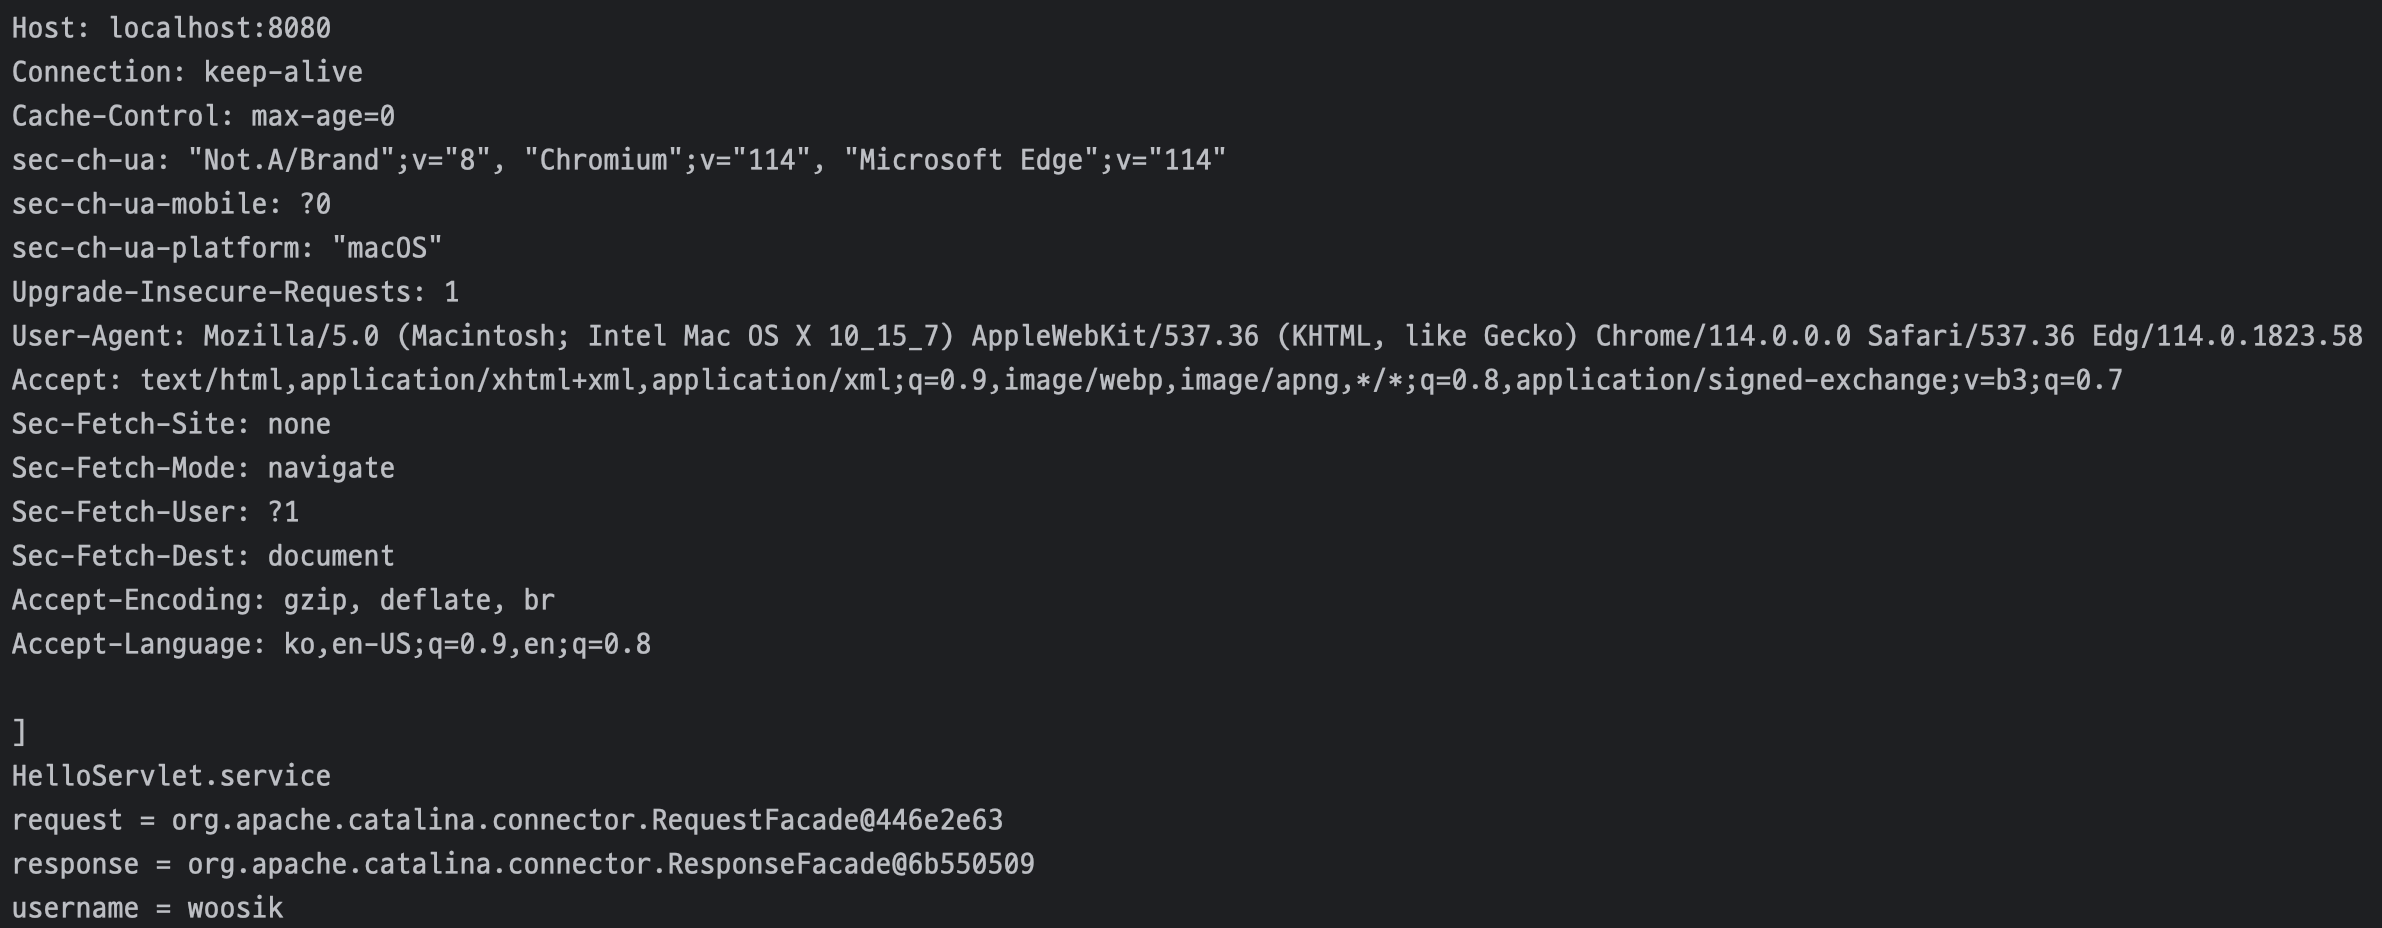 Host: localhost:8080
Connection: keep-alive
Cache-Control: max-age=0
sec-ch-ua: "Not.A/Brand";v="8", "Chromium";v="114", "Microsoft Edge";v="114"
sec-ch-ua-mobile: ?0
sec-ch-ua-platform: "macOS"
Upgrade-Insecure-Requests: 1
User-Agent: Mozilla/5.0 (Macintosh; Intel Mac OS X 10_15_7) AppleWebKit/537.36 (KHTML, like Gecko) Chrome/114.0.0.0 Safari/537.36 Edg/114.0.1823.58
Accept: text/html,application/xhtml+xml,application/xml;q=0.9,image/webp,image/apng,*/*;q=0.8,application/signed-exchange;v=b3;q=0.7
Sec-Fetch-Site: none
Sec-Fetch-Mode: navigate
Sec-Fetch-User: ?1
Sec-Fetch-Dest: document
Accept-Encoding: gzip, deflate, br
Accept-Language: ko,en-US;q=0.9,en;q=0.8
]
HelloServlet.service
request = org.apache.catalina.connector.RequestFacade@446e2e63
response = org.apache.catalina.connector.ResponseFacade@6b550509
username = woosik